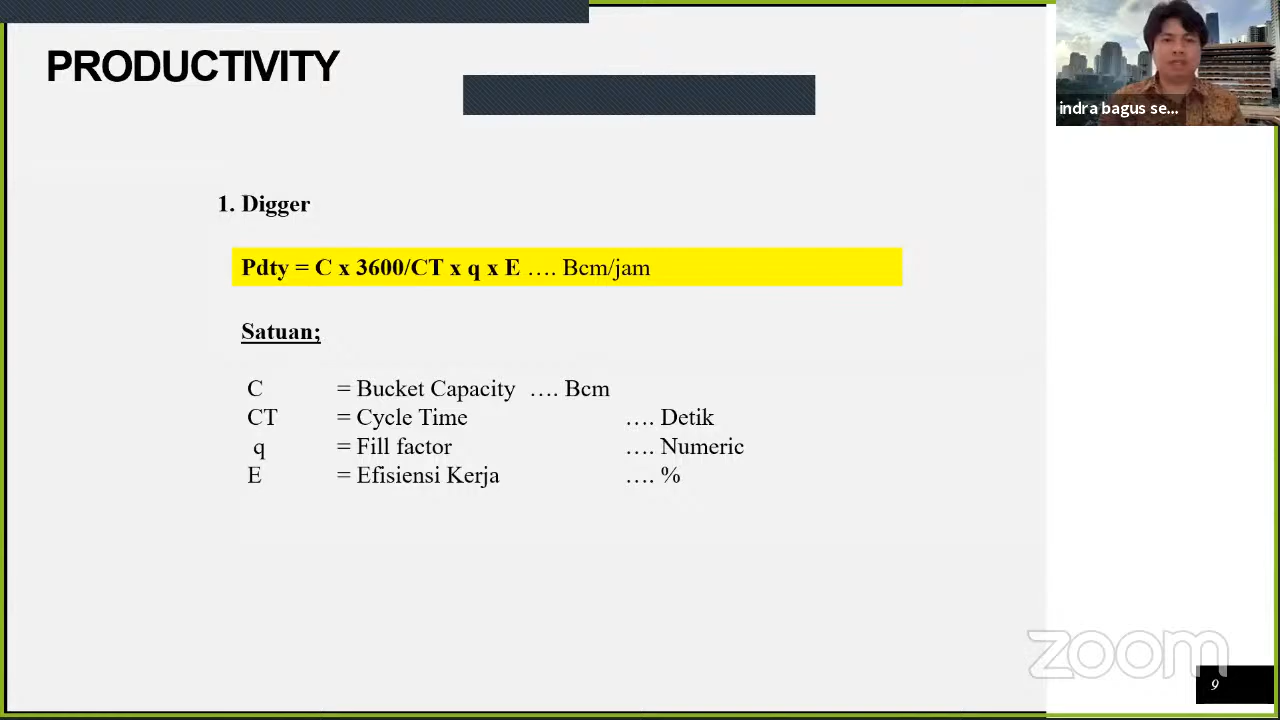 PRODUCTIVITY
indra bagus se...
1. Digger
Pdty = C x 3600/CT x q x E …. Bcm/jam
Satuan;
C = Bucket Capacity …. Bcm
CT = Cycle Time …. Detik
q = Fill factor …. Numeric
E = Efisiensi Kerja …. %
zoom
9